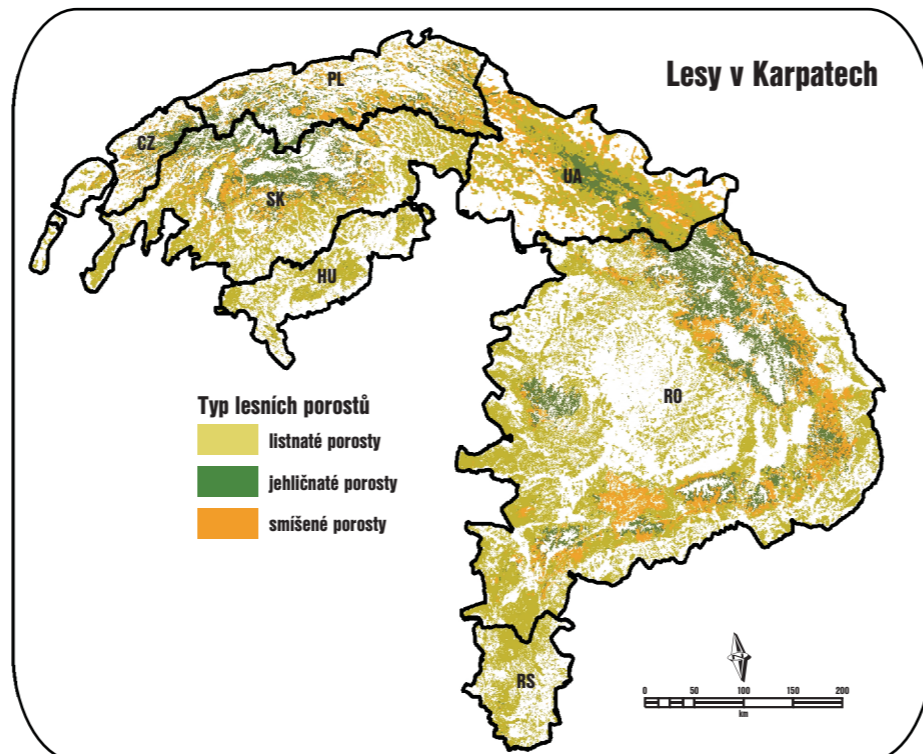 Lesy v Karpatech
PL
CZ
UA
SK
HU
RO
Typ lesních porostů
listnaté porosty
jehličnaté porosty
smíšené porosty
RS
0 50 100 150 200
km